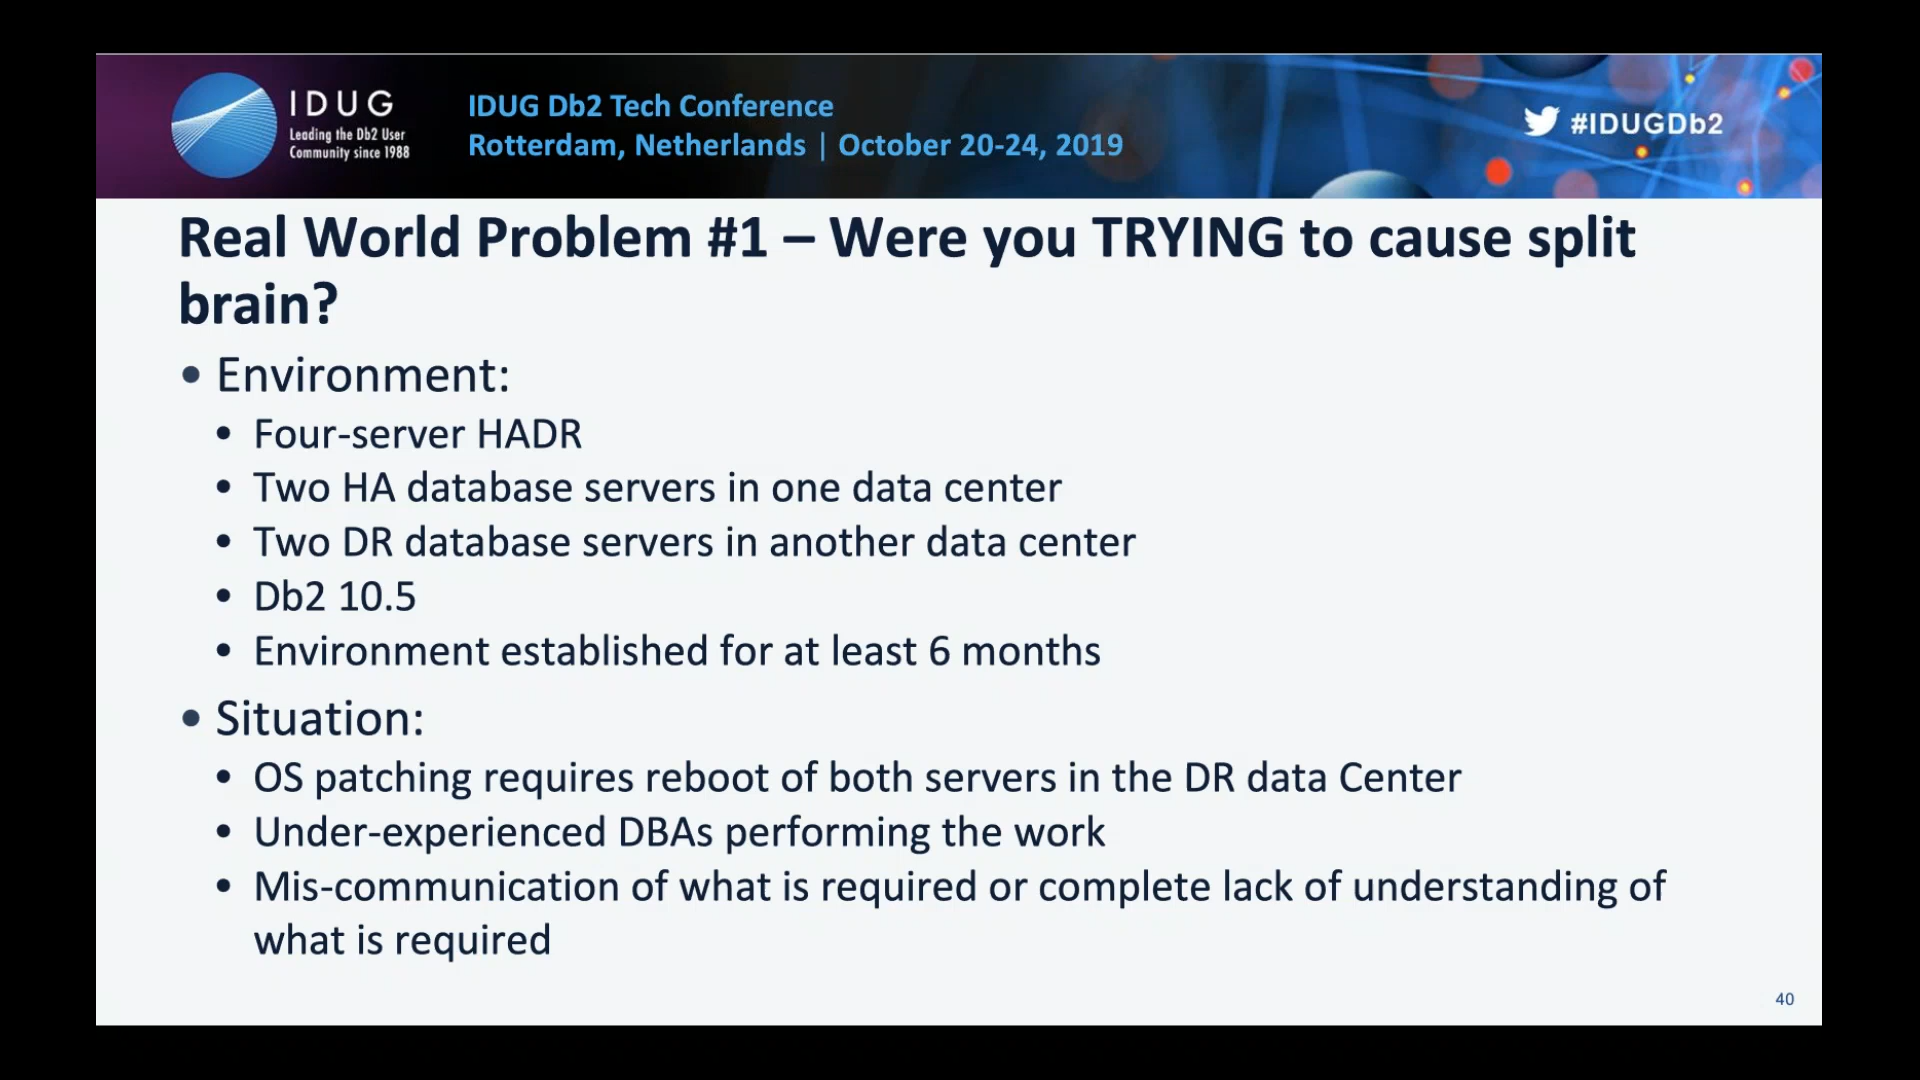 IDUG
Leading the Db2 User
Community since 1988
IDUG Db2 Tech Conference
Rotterdam, Netherlands | October 20-24, 2019
#IDUGDb2
Real World Problem #1 – Were you TRYING to cause split
brain?
• Environment:
• Four-server HADR
• Two HA database servers in one data center
• Two DR database servers in another data center
• Db2 10.5
• Environment established for at least 6 months
• Situation:
• OS patching requires reboot of both servers in the DR data Center
• Under-experienced DBAs performing the work
• Mis-communication of what is required or complete lack of understanding of
what is required
40